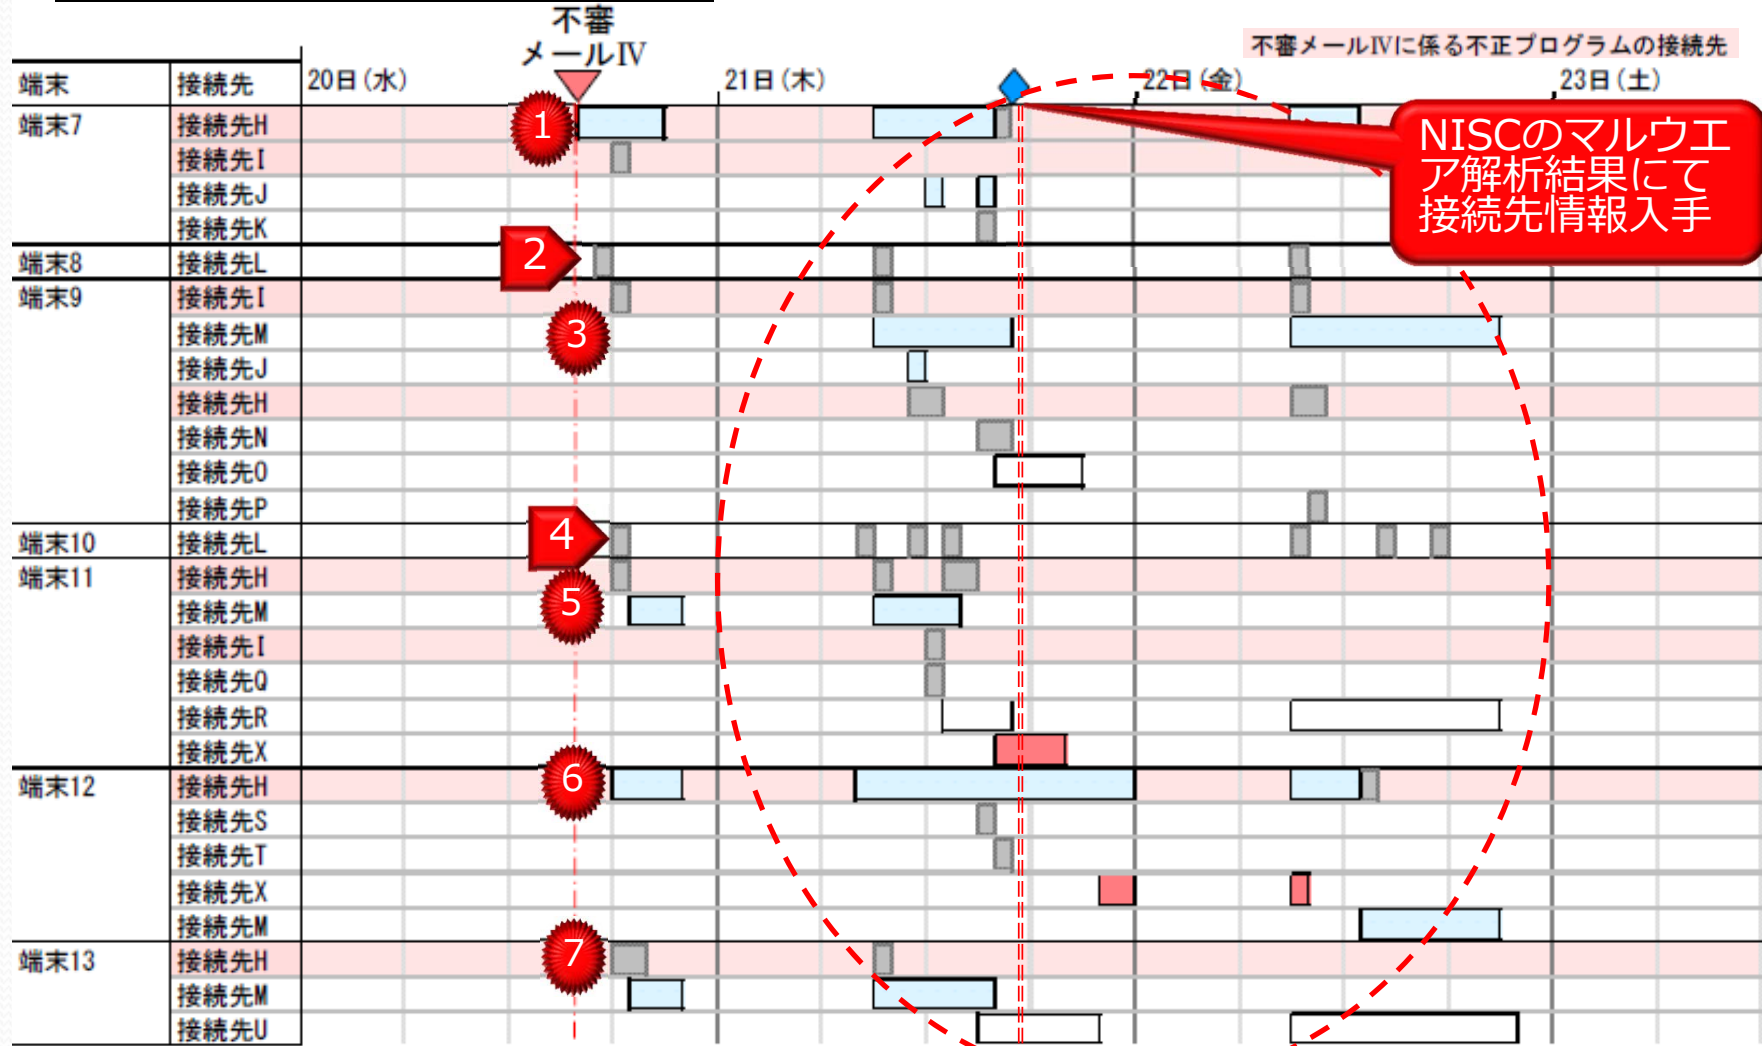 不審
メールⅣ
不審メールⅣに係る不正プログラムの接続先
端末 接続先 20日(水) 21日(木) 22日(金) 23日(土)
NISCのマルウエ
ア解析結果にて
接続先情報入手
端末7 接続先H 1
接続先I
接続先J
接続先K
端末8 接続先L 2
端末9 接続先I
接続先M 3
接続先J
接続先H
接続先N
接続先O
接続先P
端末10 接続先L 4
端末11 接続先H
接続先M 5
接続先I
接続先Q
接続先R
接続先X
端末12 接続先H 6
接続先S
接続先T
接続先X
接続先M
端末13 接続先H 7
接続先M
接続先U